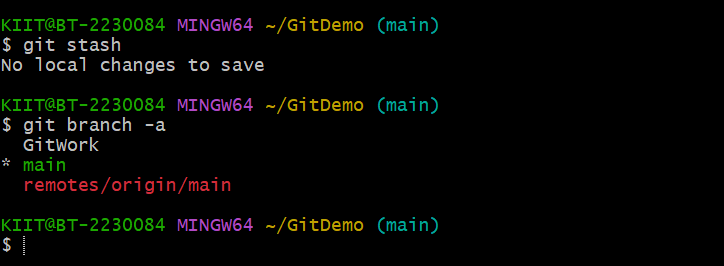 KIIT@BT-2230084 MINGW64 ~/GitDemo (main)
$ git stash
No local changes to save
KIIT@BT-2230084 MINGW64 ~/GitDemo (main)
$ git branch -a
  GitWork
* main
  remotes/origin/main
KIIT@BT-2230084 MINGW64 ~/GitDemo (main)
$